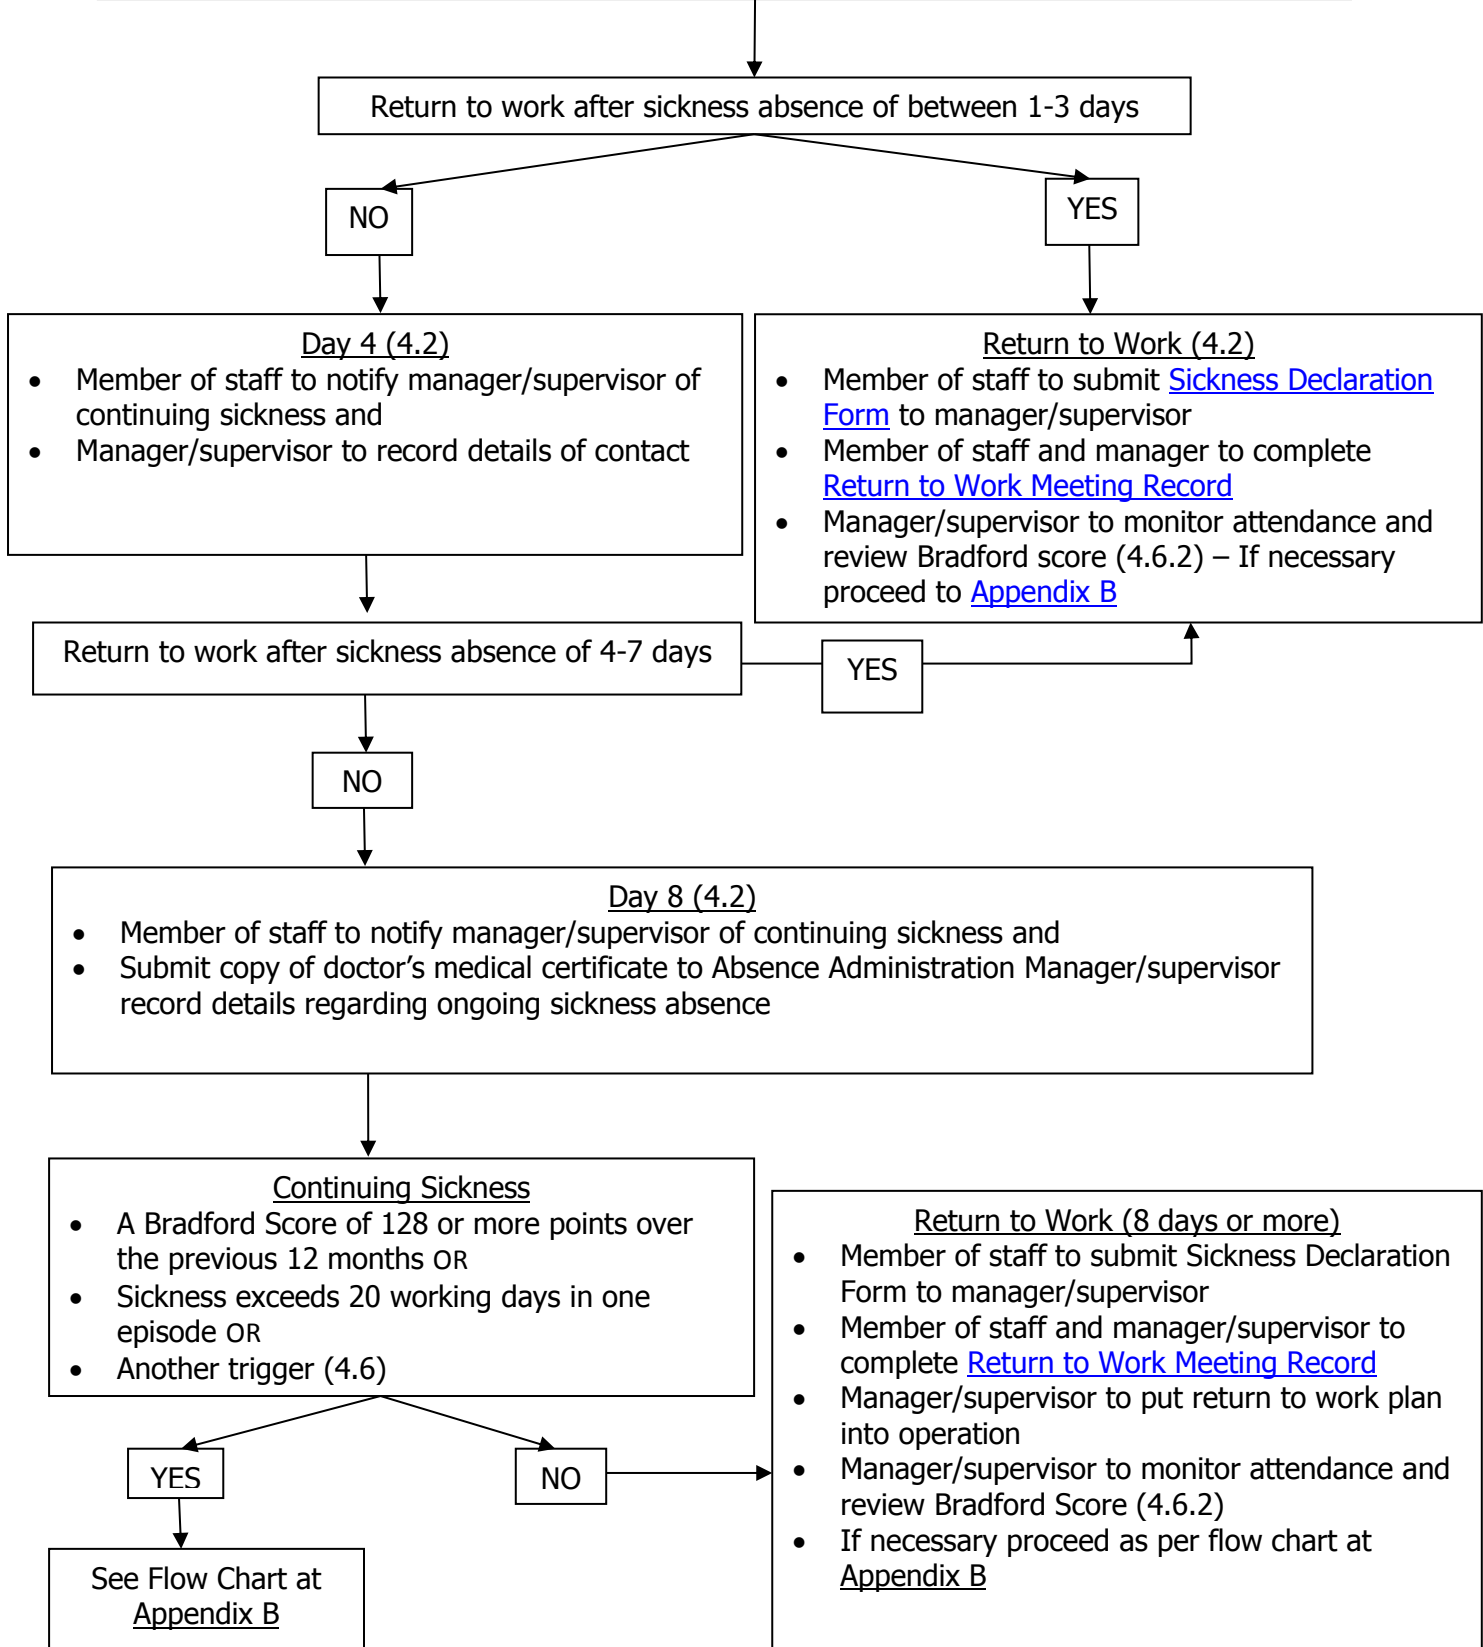 Return to work after sickness absence of between 1-3 days
NO
YES
Day 4 (4.2)
• Member of staff to notify manager/supervisor of
continuing sickness and
• Manager/supervisor to record details of contact
Return to Work (4.2)
• Member of staff to submit Sickness Declaration
Form to manager/supervisor
• Member of staff and manager to complete
Return to Work Meeting Record
• Manager/supervisor to monitor attendance and
review Bradford score (4.6.2) – If necessary
proceed to Appendix B
Return to work after sickness absence of 4-7 days
YES
NO
Day 8 (4.2)
• Member of staff to notify manager/supervisor of continuing sickness and
• Submit copy of doctor’s medical certificate to Absence Administration Manager/supervisor
record details regarding ongoing sickness absence
Continuing Sickness
• A Bradford Score of 128 or more points over
the previous 12 months OR
• Sickness exceeds 20 working days in one
episode OR
• Another trigger (4.6)
YES
NO
See Flow Chart at
Appendix B
Return to Work (8 days or more)
• Member of staff to submit Sickness Declaration
Form to manager/supervisor
• Member of staff and manager/supervisor to
complete Return to Work Meeting Record
• Manager/supervisor to put return to work plan
into operation
• Manager/supervisor to monitor attendance and
review Bradford Score (4.6.2)
• If necessary proceed as per flow chart at
Appendix B